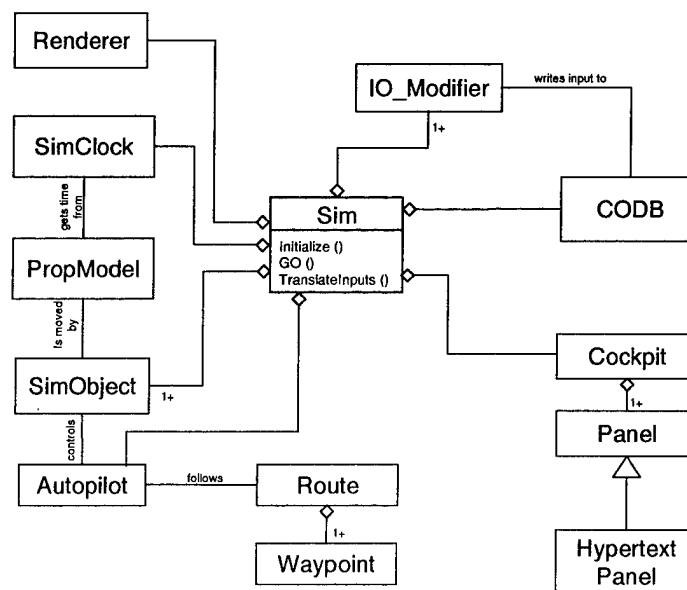 Renderer
IO_Modifier
writes input to
1+
SimClock
gets time
from
Sim
Initialize ()
GO ()
TranslateInputs ()
CODB
PropModel
Is moved
by
SimObject
1+
Cockpit
1+
Panel
controls
Autopilot
follows
Route
1+
Waypoint
Hypertext
Panel